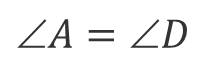 ∠A = ∠D